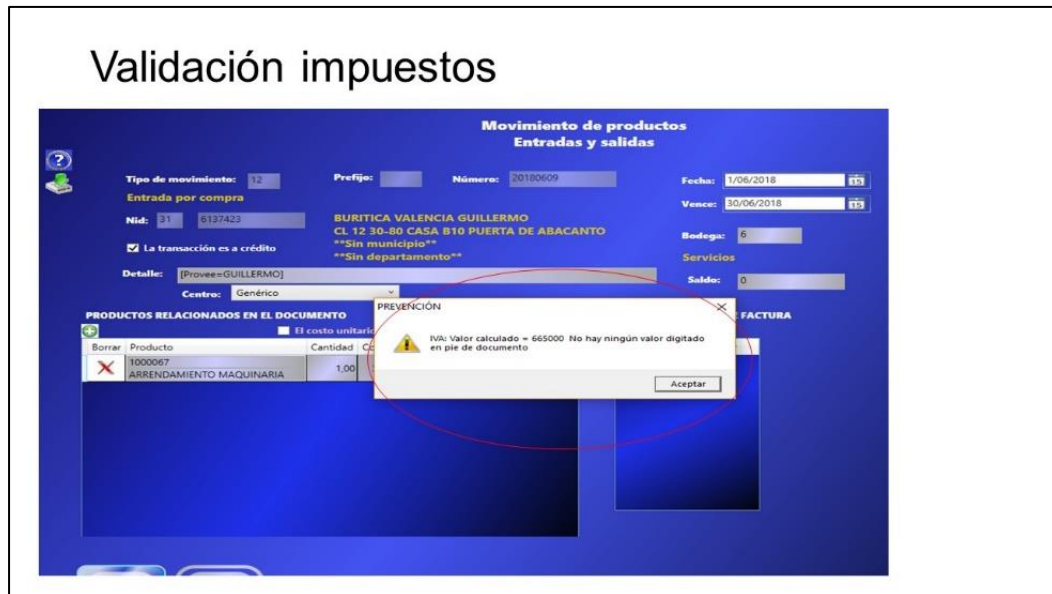 Validación impuestos
Movimiento de productos
Entradas y salidas
Tipo de movimiento: 12 Prefijo: Número: 20180609 Fecha: 1/06/2018 15
Entrada por compra
Vence: 30/06/2018 15
Nid: 31 6137423 BURITICA VALENCIA GUILLERMO
CL 12 30-80 CASA B10 PUERTA DE ABACANTO
Bodega: 6
La transacción es a crédito **Sin municipio**
**Sin departamento** Servicios
Detalle: [Provee=GUILLERMO] Saldo: 0
Centro: Genérico
PRODUCTOS RELACIONADOS EN EL DOCUMENTO
PREVENCIÓN
FACTURA
El costo unitario
IVA: Valor calculado = 665000 No hay ningún valor digitado
en pie de documento
Borrar Producto Cantidad
1000067
ARRENDAMIENTO MAQUINARIA 1,00
Aceptar